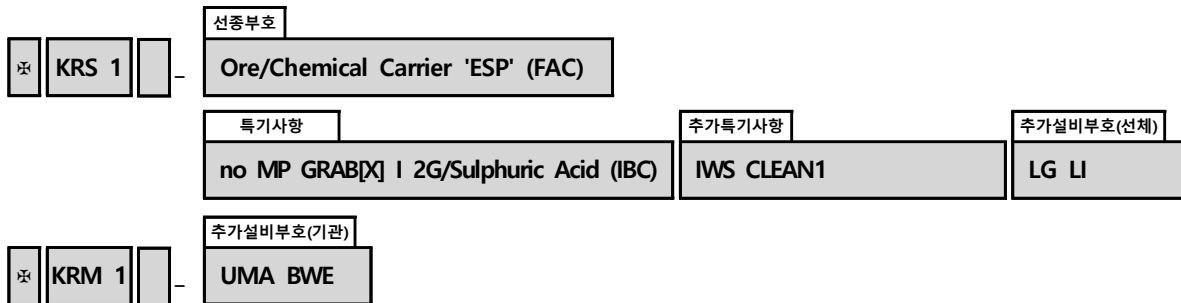 선종부호
✠ KRS 1 – Ore/Chemical Carrier 'ESP' (FAC)
특기사항 추가특기사항 추가설비부호(선체)
no MP GRAB[X] I 2G/Sulphuric Acid (IBC) IWS CLEAN1 LG LI
추가설비부호(기관)
✠ KRM 1 – UMA BWE